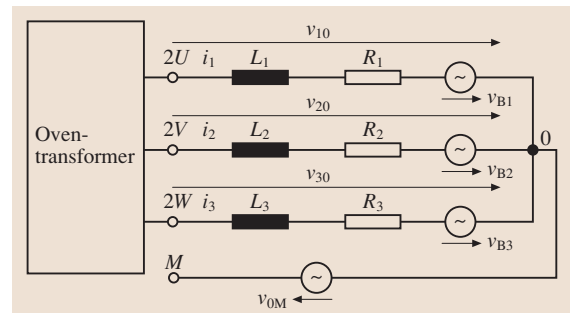 v10
2U i1 L1 R1
vB1
v20
Oven-
transformer
2V i2 L2 R2
0
vB2
v30
2W i3 L3 R3
vB3
M
v0M
~
~
~
~